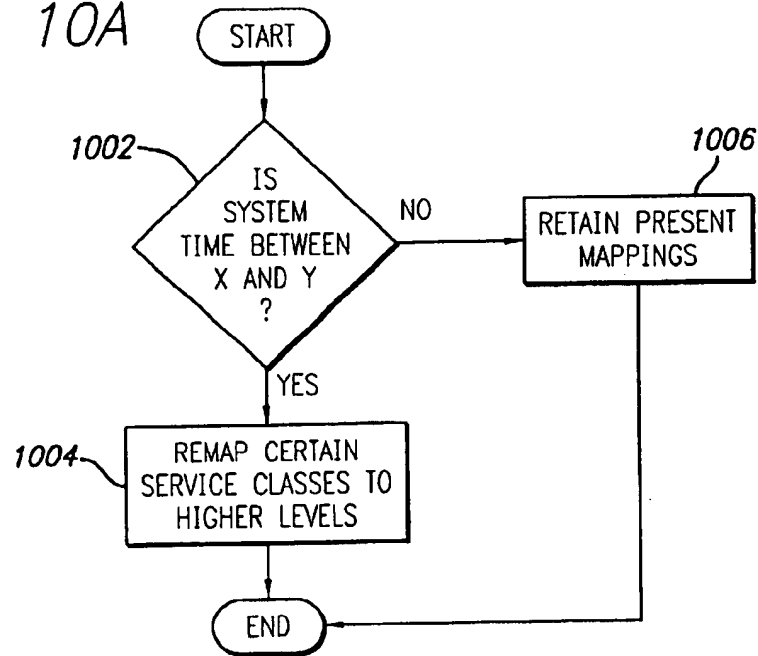 10A
START
1002
IS
SYSTEM
TIME BETWEEN
X AND Y
?
NO
1006
RETAIN PRESENT
MAPPINGS
YES
1004
REMAP CERTAIN
SERVICE CLASSES TO
HIGHER LEVELS
END